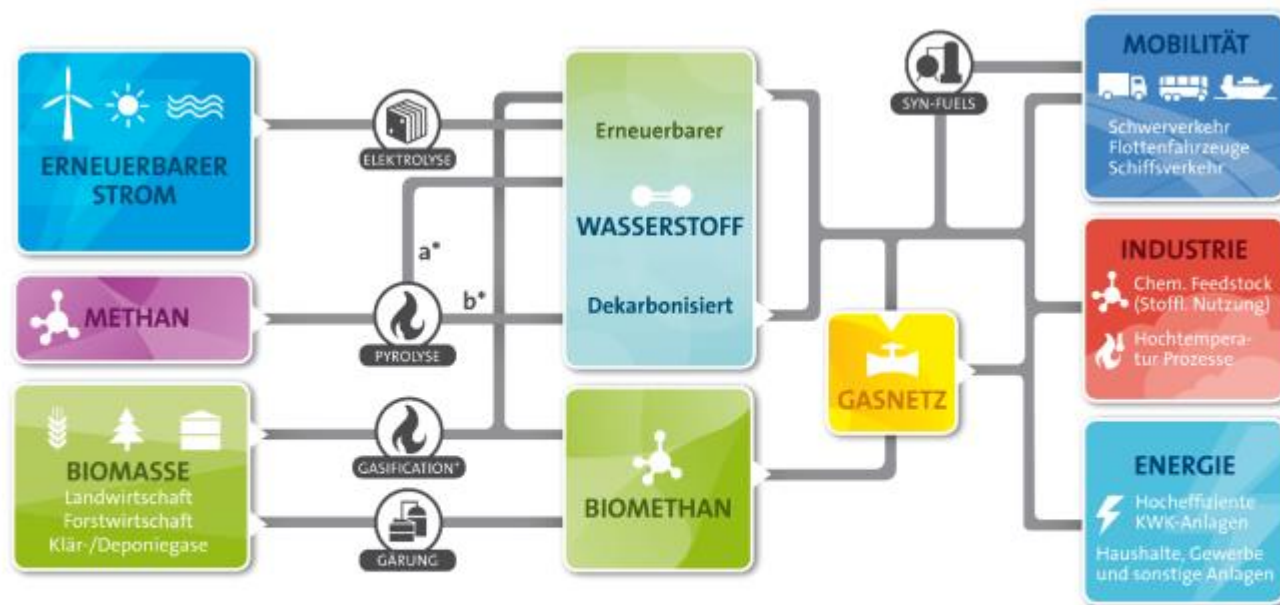 ERNEUERBARER
STROM
METHAN
BIOMASSE
Landwirtschaft
Forstwirtschaft
Klär-/Deponiegase
ELEKTROLYSE
a*
b*
PYROLYSE
GASIFICATION⁺
GÄRUNG
Erneuerbarer
WASSERSTOFF
Dekarbonisiert
BIOMETHAN
SYN-FUELS
GASNETZ
MOBILITÄT
Schwerverkehr
Flottenfahrzeuge
Schiffsverkehr
INDUSTRIE
Chem. Feedstock
(Stoffl. Nutzung)
Hochtempera-
tur Prozesse
ENERGIE
Hocheffiziente
KWK-Anlagen
Haushalte, Gewerbe
und sonstige Anlagen